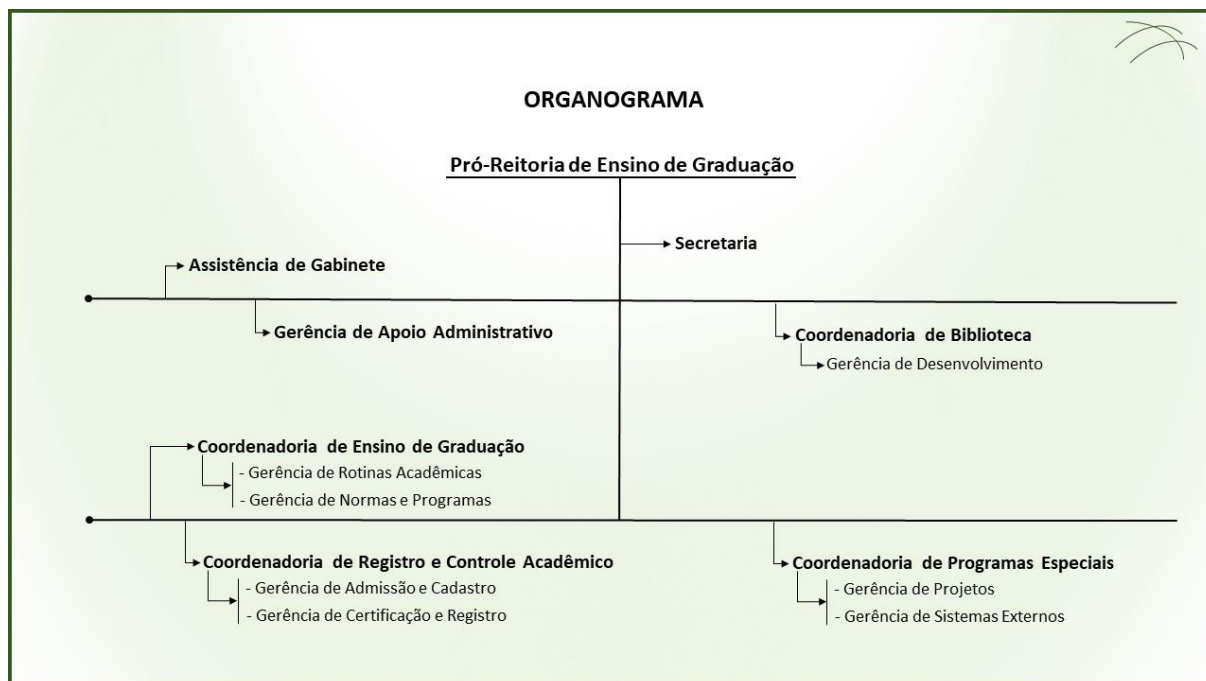 ORGANOGRAMA
Pró-Reitoria de Ensino de Graduação
Secretaria
Assistência de Gabinete
Gerência de Apoio Administrativo
Coordenadoria de Biblioteca
Gerência de Desenvolvimento
Coordenadoria de Ensino de Graduação
- Gerência de Rotinas Acadêmicas
- Gerência de Normas e Programas
Coordenadoria de Registro e Controle Acadêmico
- Gerência de Admissão e Cadastro
- Gerência de Certificação e Registro
Coordenadoria de Programas Especiais
- Gerência de Projetos
- Gerência de Sistemas Externos